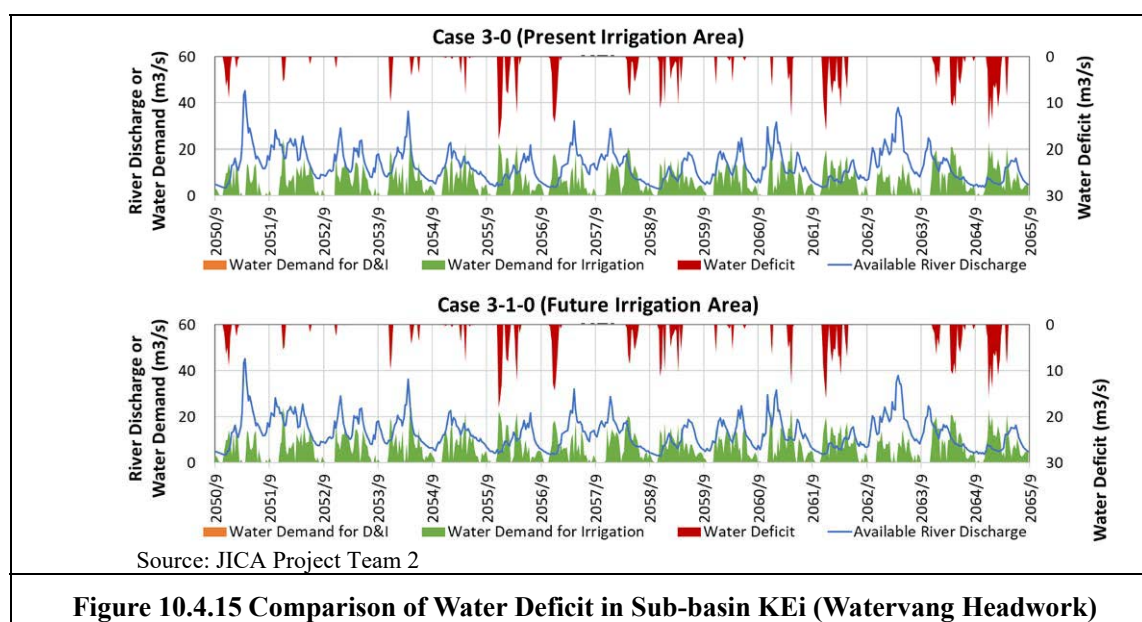 Case 3-0 (Present Irrigation Area)
River Discharge or
Water Demand (m3/s)
60
40
20
0
Water Deficit (m3/s)
0
10
20
30
2050/9
2051/9
2052/9
2053/9
2054/9
2055/9
2056/9
2057/9
2058/9
2059/9
2060/9
2061/9
2062/9
2063/9
2064/9
2065/9
Water Demand for D&I
Water Demand for Irrigation
Water Deficit
Available River Discharge
Case 3-1-0 (Future Irrigation Area)
River Discharge or
Water Demand (m3/s)
60
40
20
0
Water Deficit (m3/s)
0
10
20
30
2050/9
2051/9
2052/9
2053/9
2054/9
2055/9
2056/9
2057/9
2058/9
2059/9
2060/9
2061/9
2062/9
2063/9
2064/9
2065/9
Water Demand for D&I
Water Demand for Irrigation
Water Deficit
Available River Discharge
Source: JICA Project Team 2
Figure 10.4.15 Comparison of Water Deficit in Sub-basin KEi (Watervang Headwork)